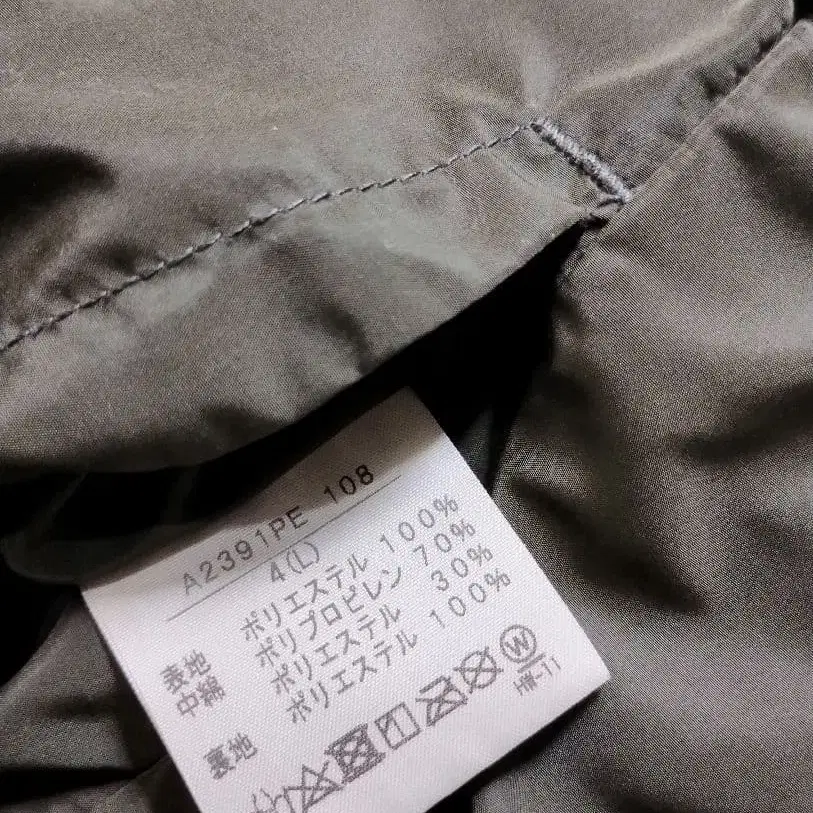 A2391PE 108
4(L)
表地 ポリエステル 100%
中綿 ポリプロピレン 70%
ポリエステル 30%
裏地 ポリエステル 100%
W
HM-11